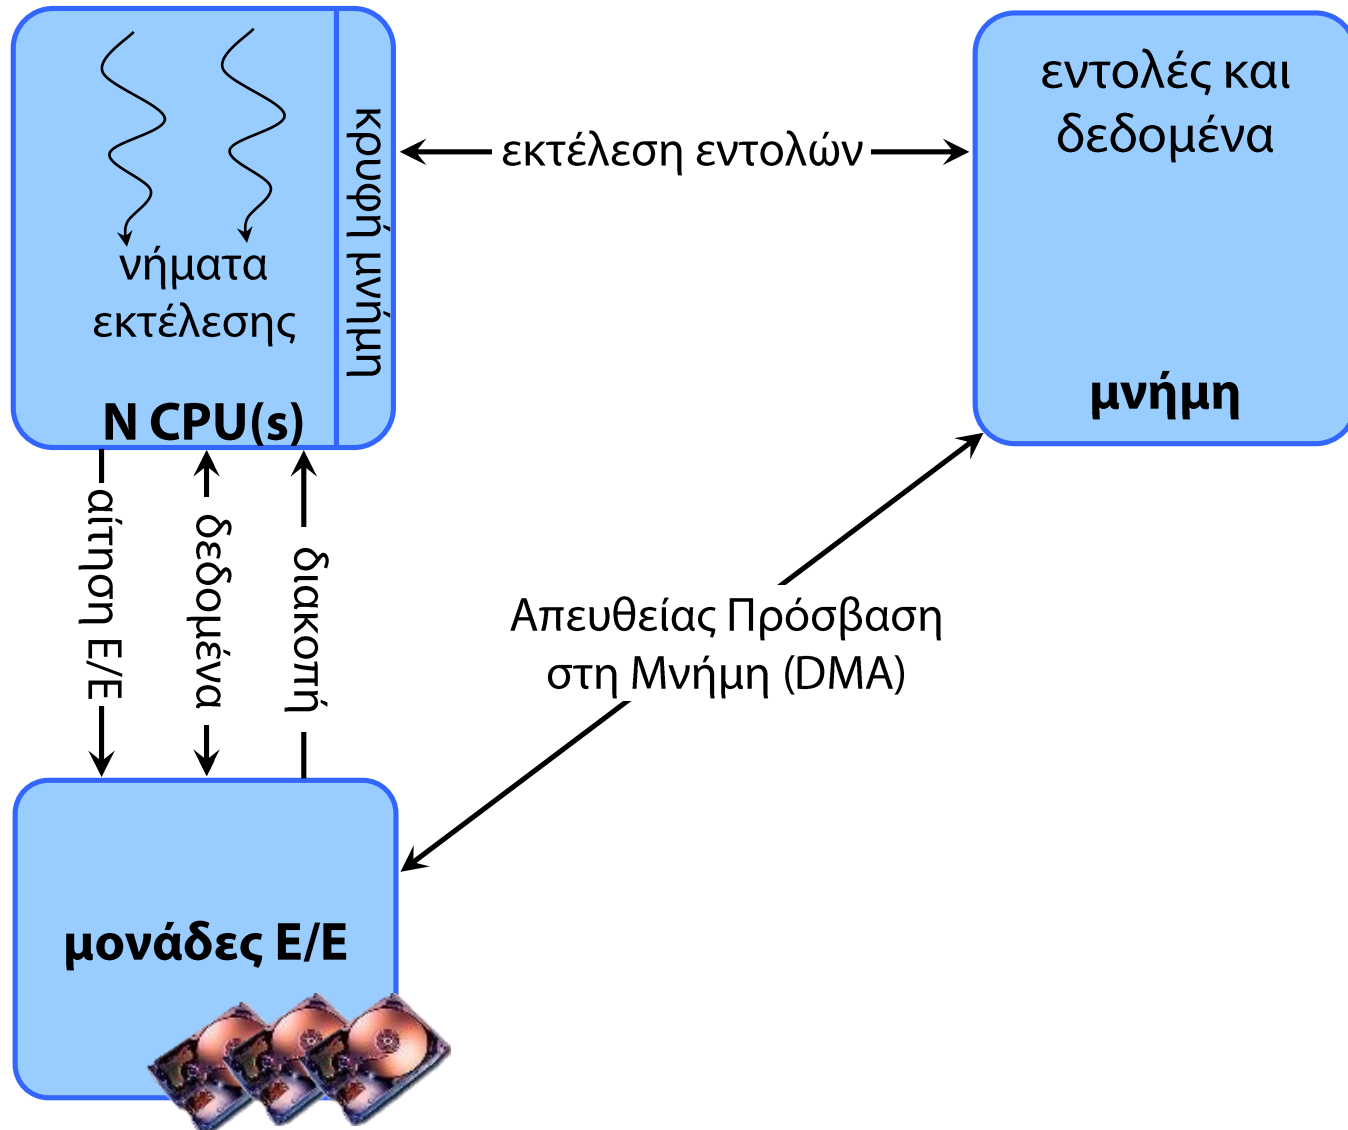 νήματα
εκτέλεσης
N CPU(s)
κρυφή μνήμη
εκτέλεση εντολών
εντολές και
δεδομένα
μνήμη
αίτηση Ε/Ε
δεδομένα
διακοπή
Απευθείας Πρόσβαση
στη Μνήμη (DMA)
μονάδες Ε/Ε